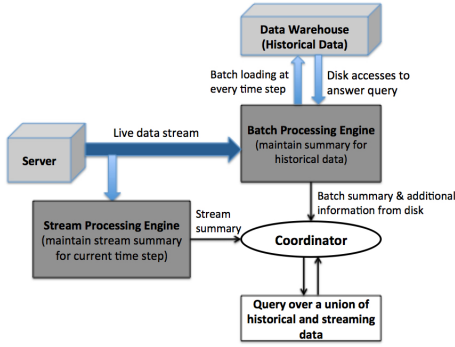 Data Warehouse
(Historical Data)
Batch loading at
every time step
Disk accesses to
answer query
Live data stream
Batch Processing Engine
(maintain summary for
historical data)
Server
Batch summary & additional
information from disk
Stream Processing Engine
(maintain stream summary
for current time step)
Stream
summary
Coordinator
Query over a union of
historical and streaming
data